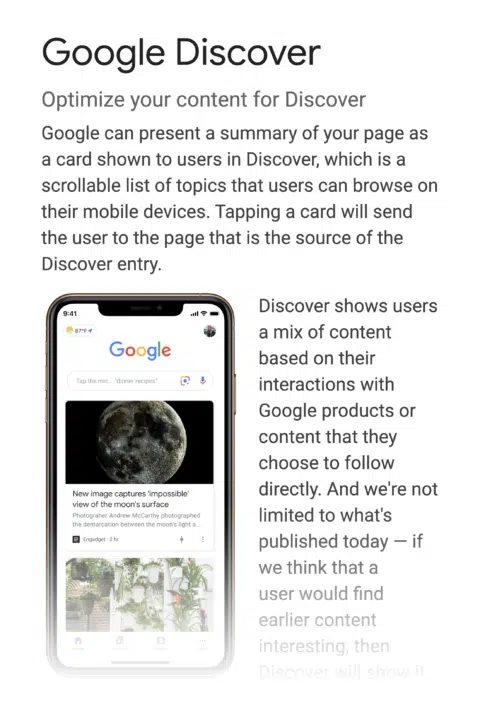 Google Discover
Optimize your content for Discover
Google can present a summary of your page as
a card shown to users in Discover, which is a
scrollable list of topics that users can browse on
their mobile devices. Tapping a card will send
the user to the page that is the source of the
Discover entry.
9:41
87°F
Google
"dinner recipes"
New image captures 'impossible'
view of the moon's surface
Photographer Andrew McCarthy photographed
the demarcation between the moon's light a...
Engadget · 2 hr
Discover shows users
a mix of content
based on their
interactions with
Google products or
content that they
choose to follow
directly. And we're not
limited to what's
published today — if
we think that a
user would find
earlier content
interesting, then
Discover will show it